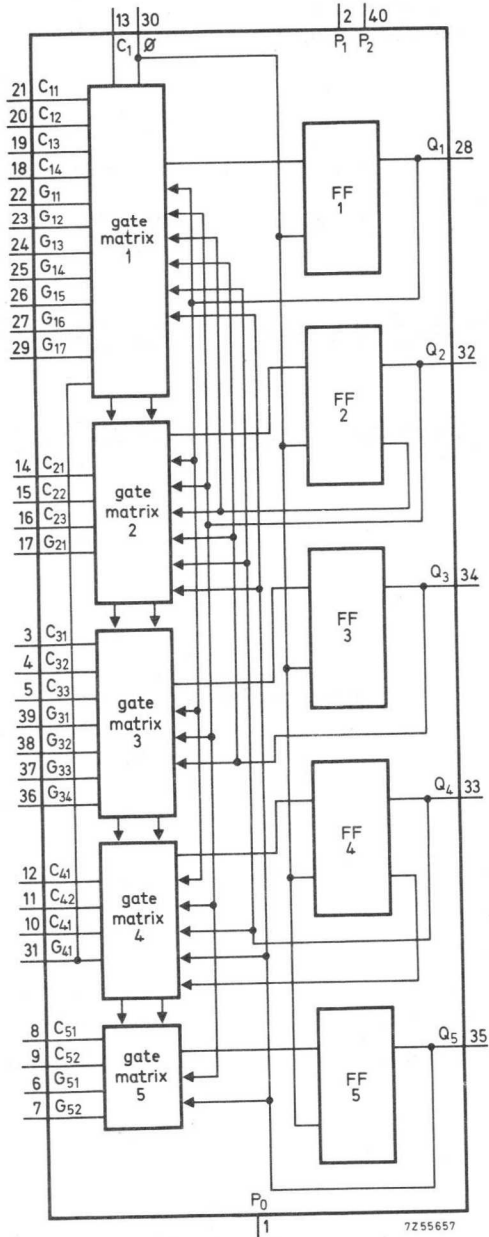 13 30 2 40
C₁ Ø P₁ P₂
21 C₁₁
20 C₁₂
19 C₁₃
18 C₁₄
22 G₁₁
23 G₁₂
24 G₁₃
25 G₁₄
26 G₁₅
27 G₁₆
29 G₁₇
gate
matrix
1
FF
1
Q₁ 28
14 C₂₁
15 C₂₂
16 C₂₃
17 G₂₁
gate
matrix
2
FF
2
Q₂ 32
3 C₃₁
4 C₃₂
5 C₃₃
39 G₃₁
38 G₃₂
37 G₃₃
36 G₃₄
gate
matrix
3
FF
3
Q₃ 34
12 C₄₁
11 C₄₂
10 C₄₁
31 G₄₁
gate
matrix
4
FF
4
Q₄ 33
8 C₅₁
9 C₅₂
6 G₅₁
7 G₅₂
gate
matrix
5
FF
5
Q₅ 35
P₀
1
7Z55657